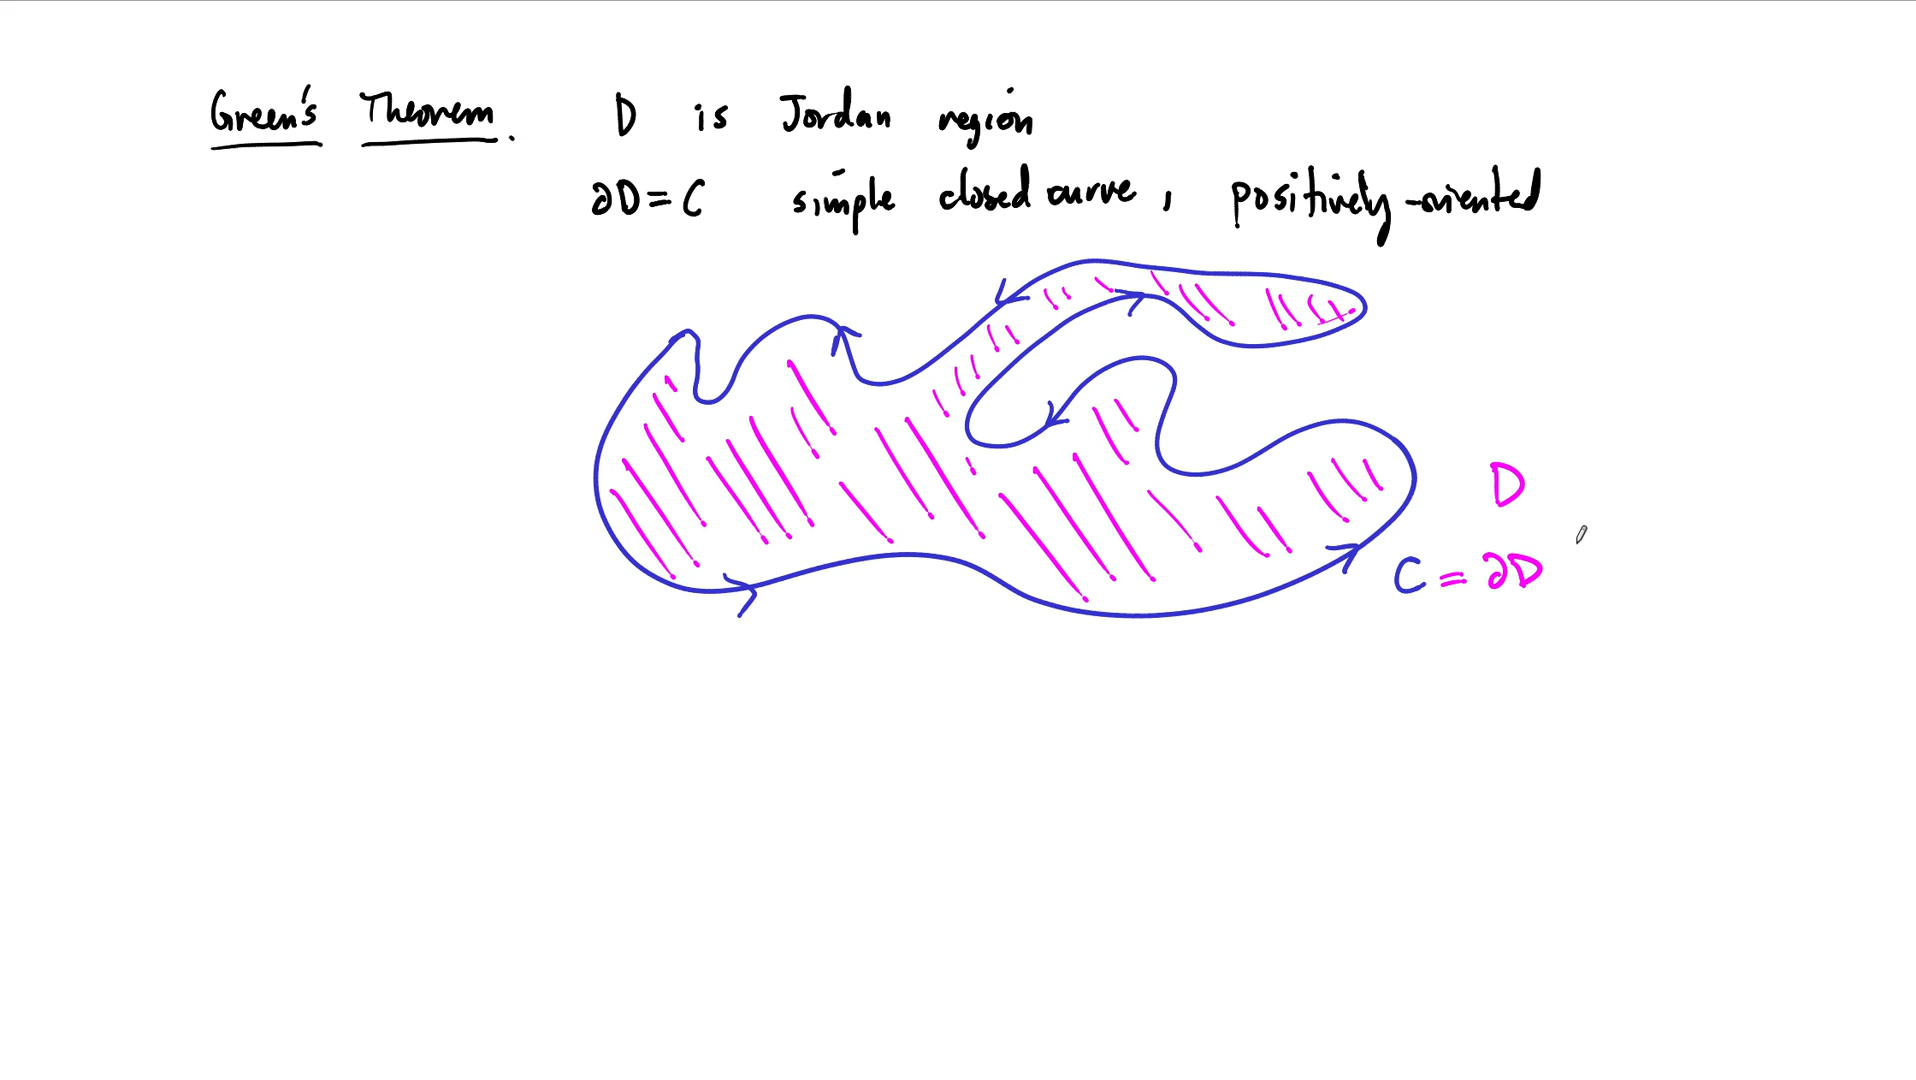 Green's Theorem. D is Jordan region
∂D = C simple closed curve, positively-oriented
D
C = ∂D